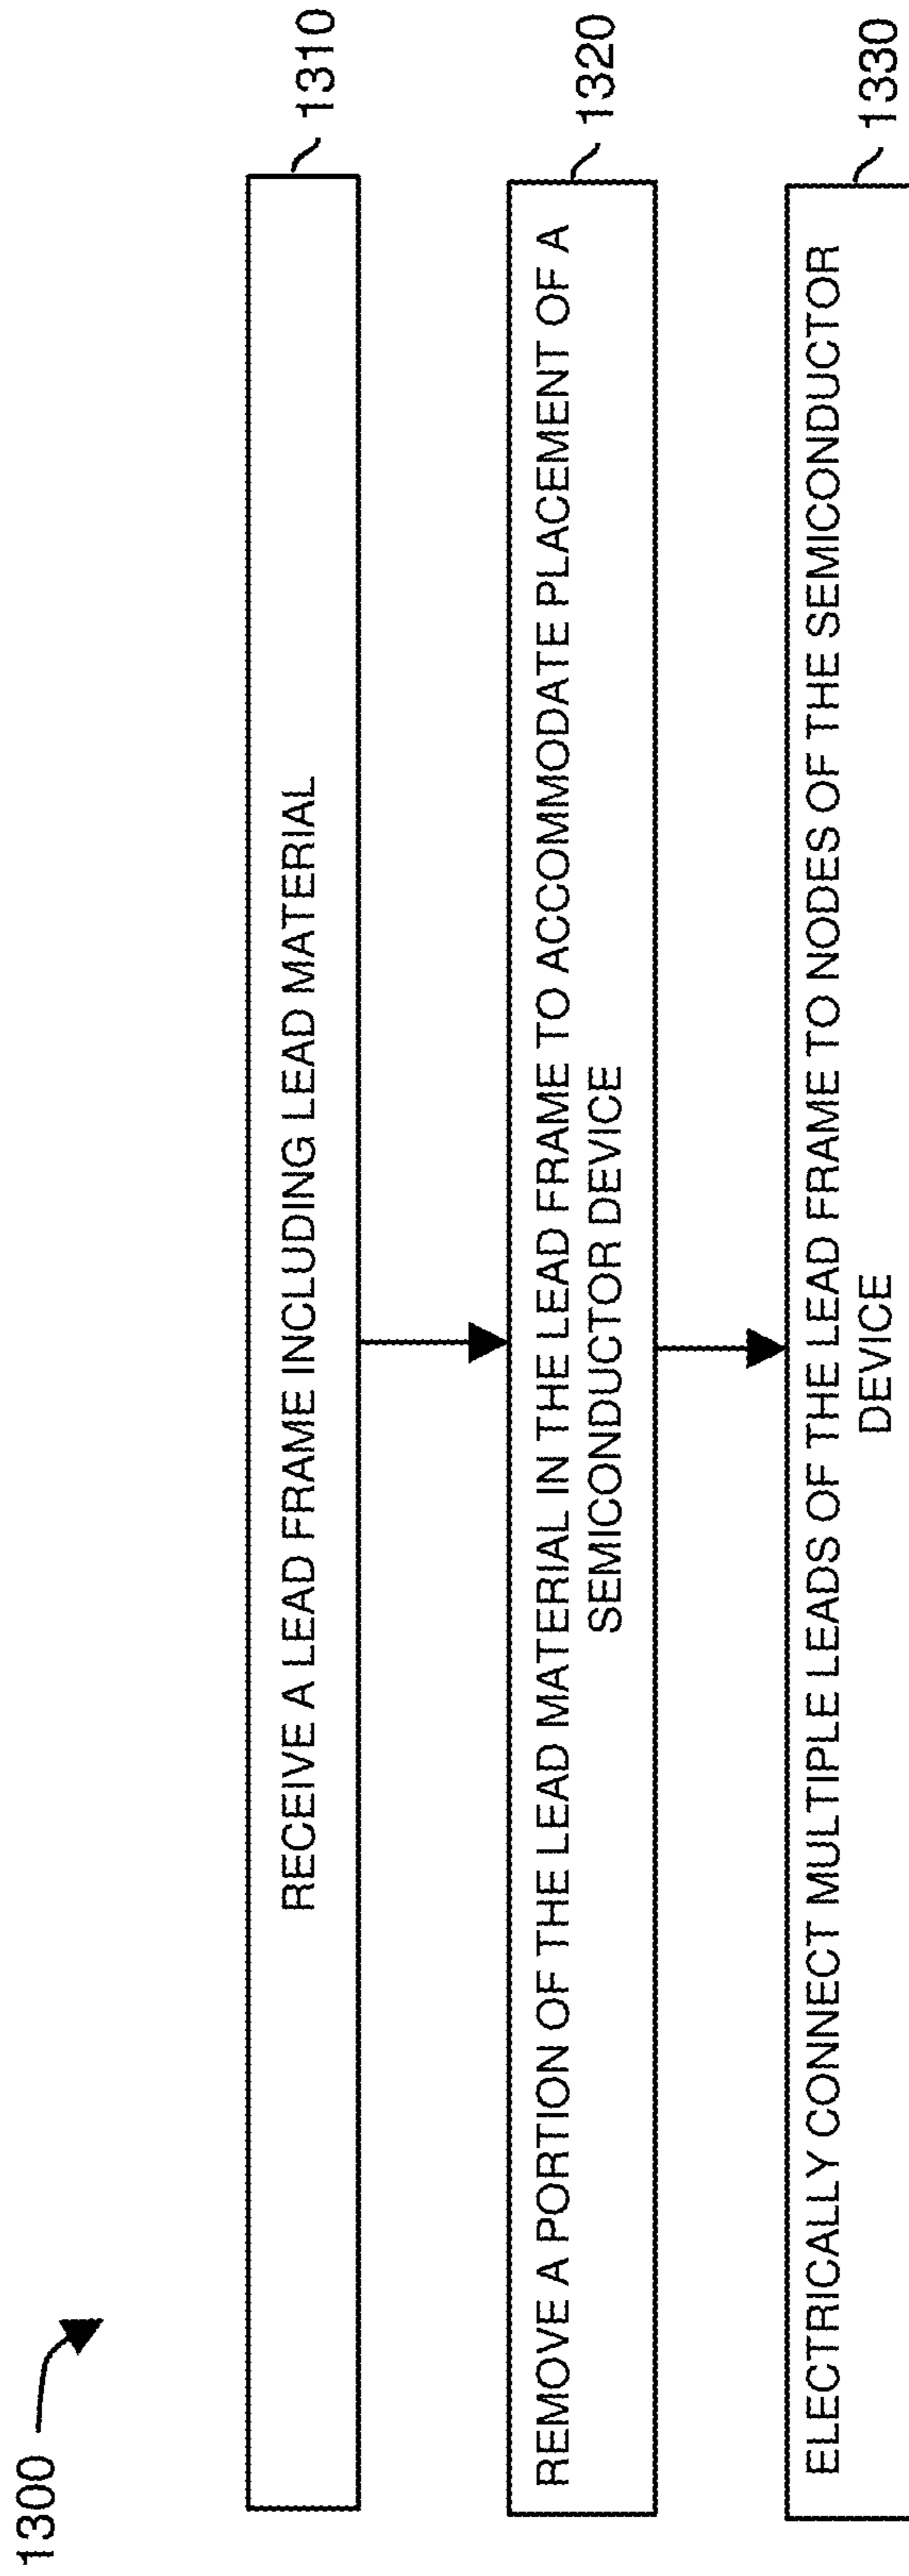 1300
RECEIVE A LEAD FRAME INCLUDING LEAD MATERIAL
1310
REMOVE A PORTION OF THE LEAD MATERIAL IN THE LEAD FRAME TO ACCOMMODATE PLACEMENT OF A
SEMICONDUCTOR DEVICE
1320
ELECTRICALLY CONNECT MULTIPLE LEADS OF THE LEAD FRAME TO NODES OF THE SEMICONDUCTOR
DEVICE
1330